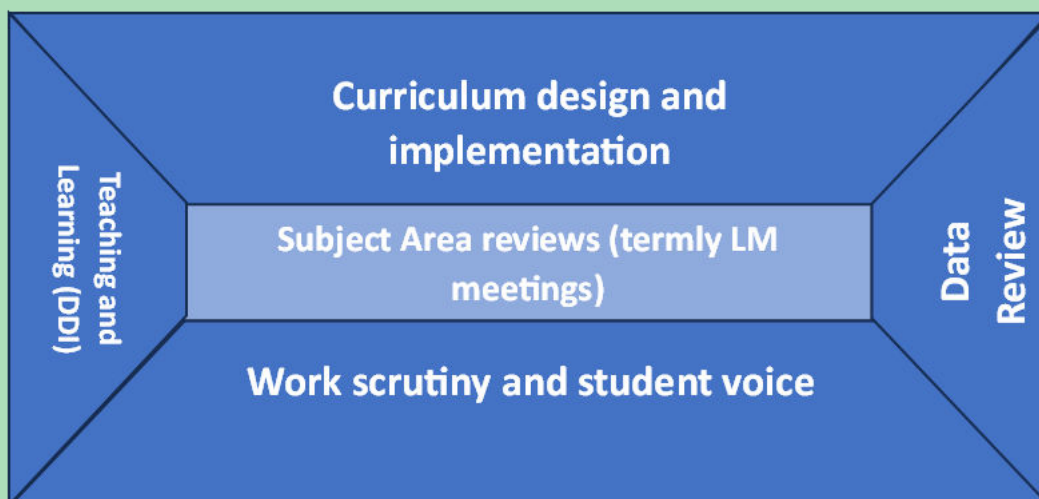 Curriculum design and
implementation
Teaching and
Learning (DDI)
Subject Area reviews (termly LM
meetings)
Data
Review
Work scrutiny and student voice